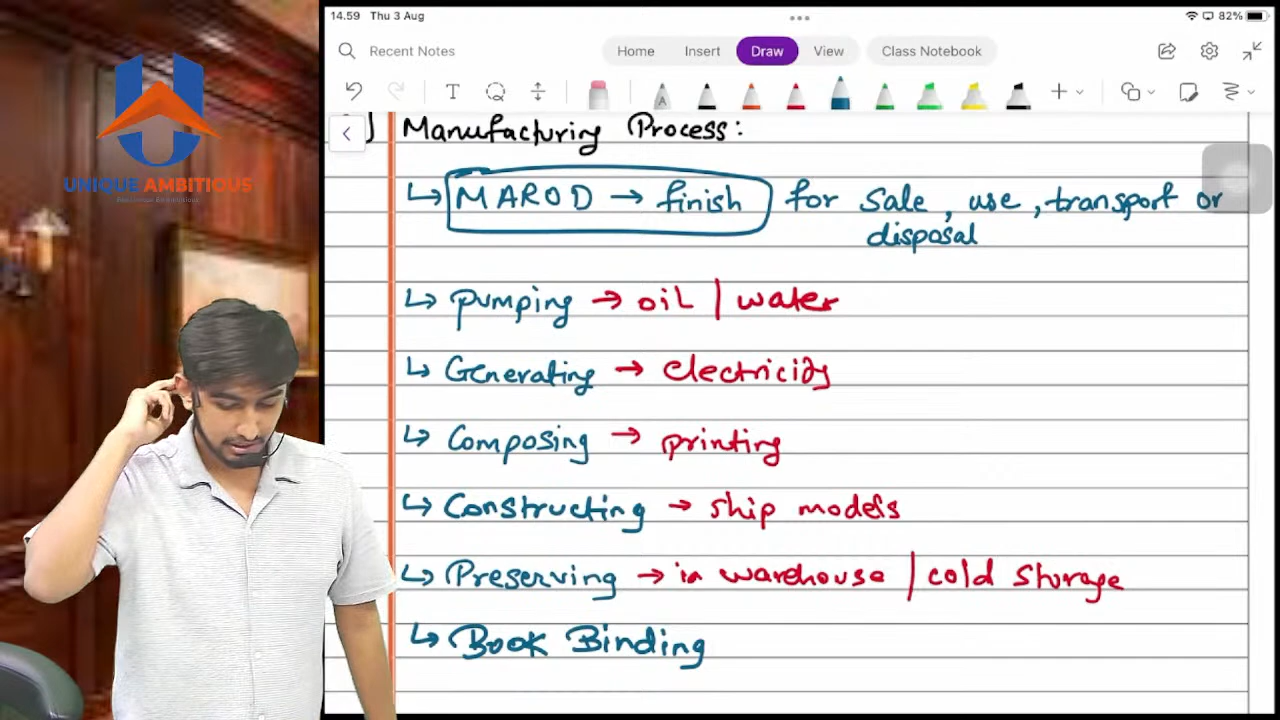 14.59 Thu 3 Aug
82%
Recent Notes
Home Insert Draw View Class Notebook
UNIQUE AMBITIOUS
Manufacturing Process:
↳ MAROD → finish for sale, use, transport or
disposal
↳ pumping → oil | water
↳ Generating → electricity
↳ Composing → printing
↳ Constructing → ship models
↳ Preserving → in warehouse | cold storage
↳ Book Binding